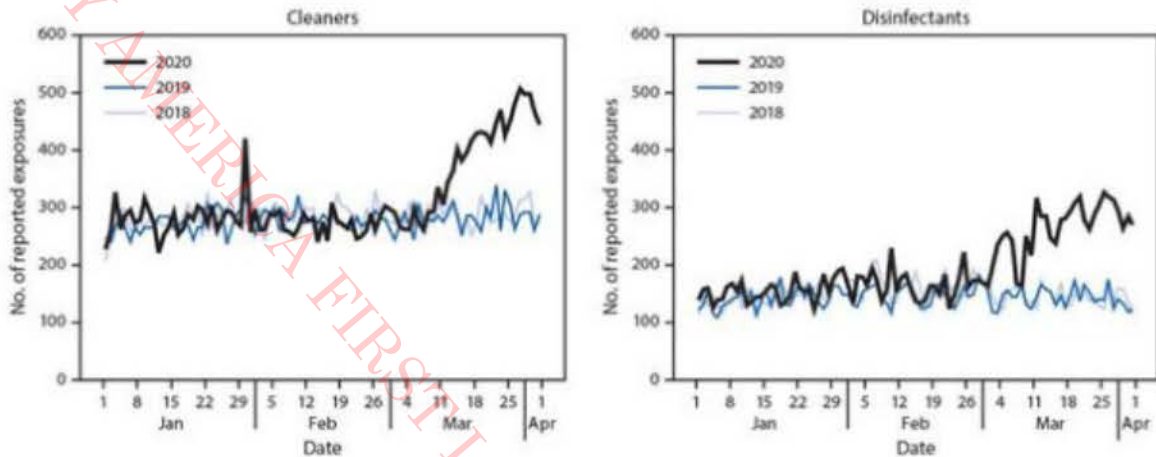 Cleaners
No. of reported exposures
600
500
400
300
200
100
0
2020
2019
2018
1 8 15 22 29 5 12 19 26 4 11 18 25 1
Jan Feb Mar Apr
Date
Disinfectants
No. of reported exposures
600
500
400
300
200
100
0
2020
2019
2018
1 8 15 22 29 5 12 19 26 4 11 18 25 1
Jan Feb Mar Apr
Date
AMERICA FIRST